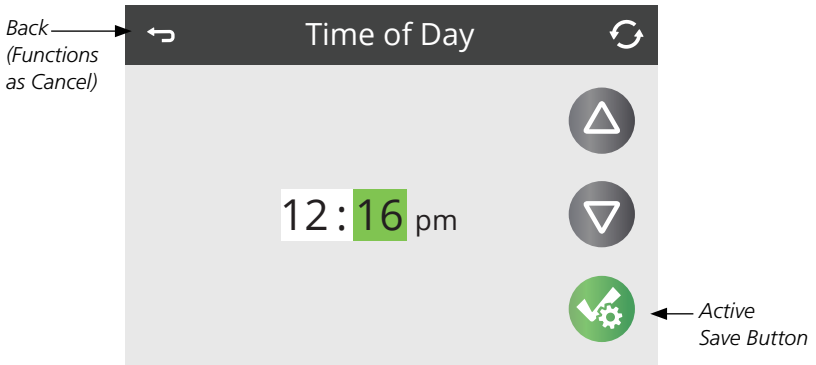 Back
(Functions
as Cancel)
Time of Day
12:16 pm
Active
Save Button